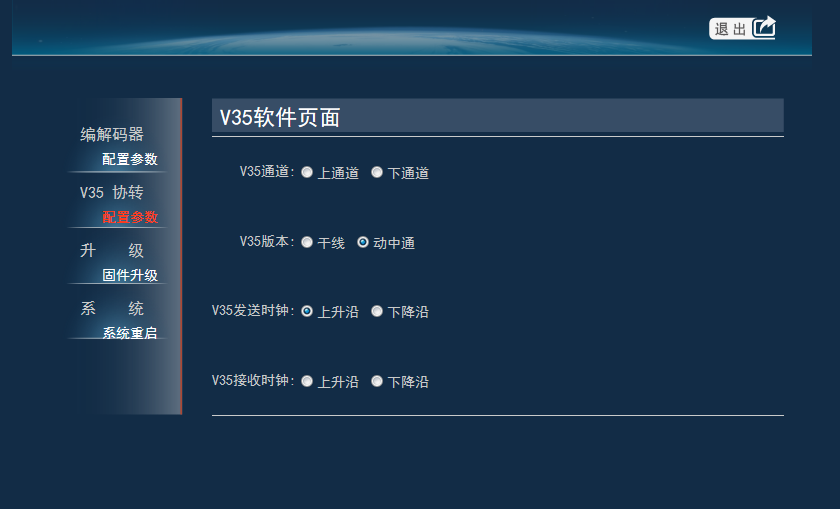 退出
编解码器
配置参数
V35 协转
配置参数
升 级
固件升级
系 统
系统重启
V35软件页面
V35通道: 上通道 下通道
V35版本: 干线 动中通
V35发送时钟: 上升沿 下降沿
V35接收时钟: 上升沿 下降沿